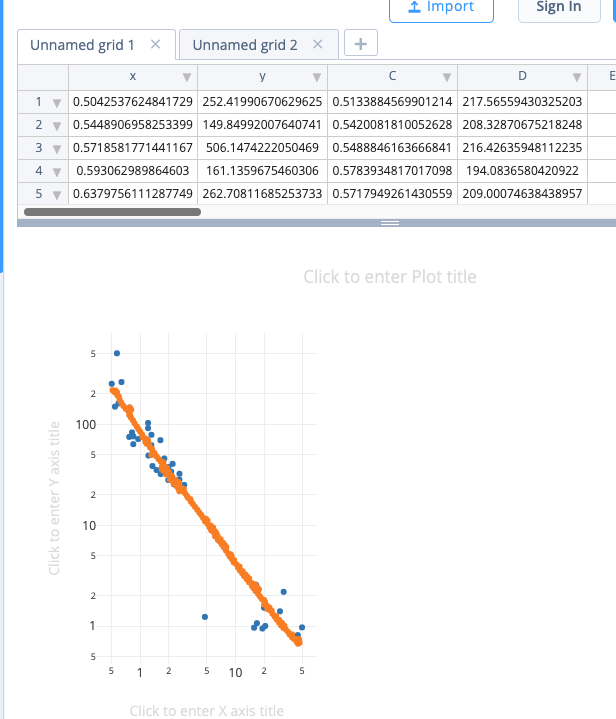 Import Sign In
Unnamed grid 1 × Unnamed grid 2 × +
x y C D E
1 0.5042537624841729 252.41990670629625 0.5133884569901214 217.56559430325203
2 0.5448906958253399 149.84992007640741 0.5420081810052628 208.32870675218248
3 0.5718581771441167 506.1474222050469 0.5488846163666841 216.42635948112235
4 0.593062989864603 161.1359675460306 0.5783934817017098 194.0836580420922
5 0.6379756111287749 262.70811685253733 0.5717949261430559 209.00074638438957
Click to enter Plot title
Click to enter Y axis title
5
2
100
5
2
10
5
2
1
5
5 1 2 5 10 2 5
Click to enter X axis title